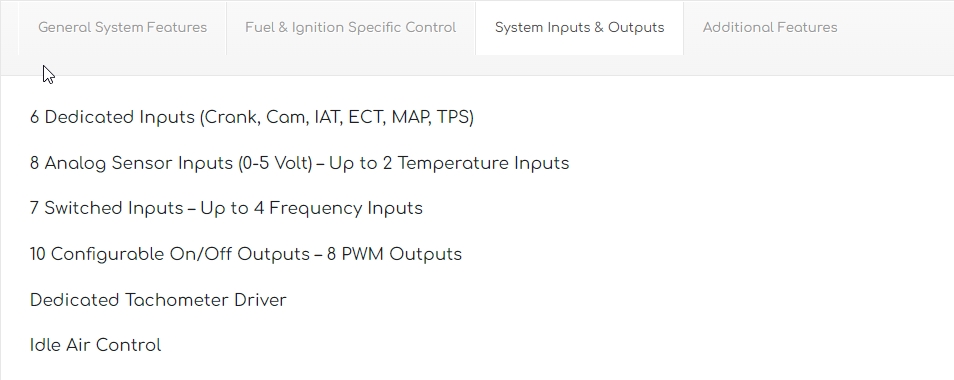 General System Features
Fuel & Ignition Specific Control
System Inputs & Outputs
Additional Features
6 Dedicated Inputs (Crank, Cam, IAT, ECT, MAP, TPS)
8 Analog Sensor Inputs (0-5 Volt) – Up to 2 Temperature Inputs
7 Switched Inputs – Up to 4 Frequency Inputs
10 Configurable On/Off Outputs – 8 PWM Outputs
Dedicated Tachometer Driver
Idle Air Control